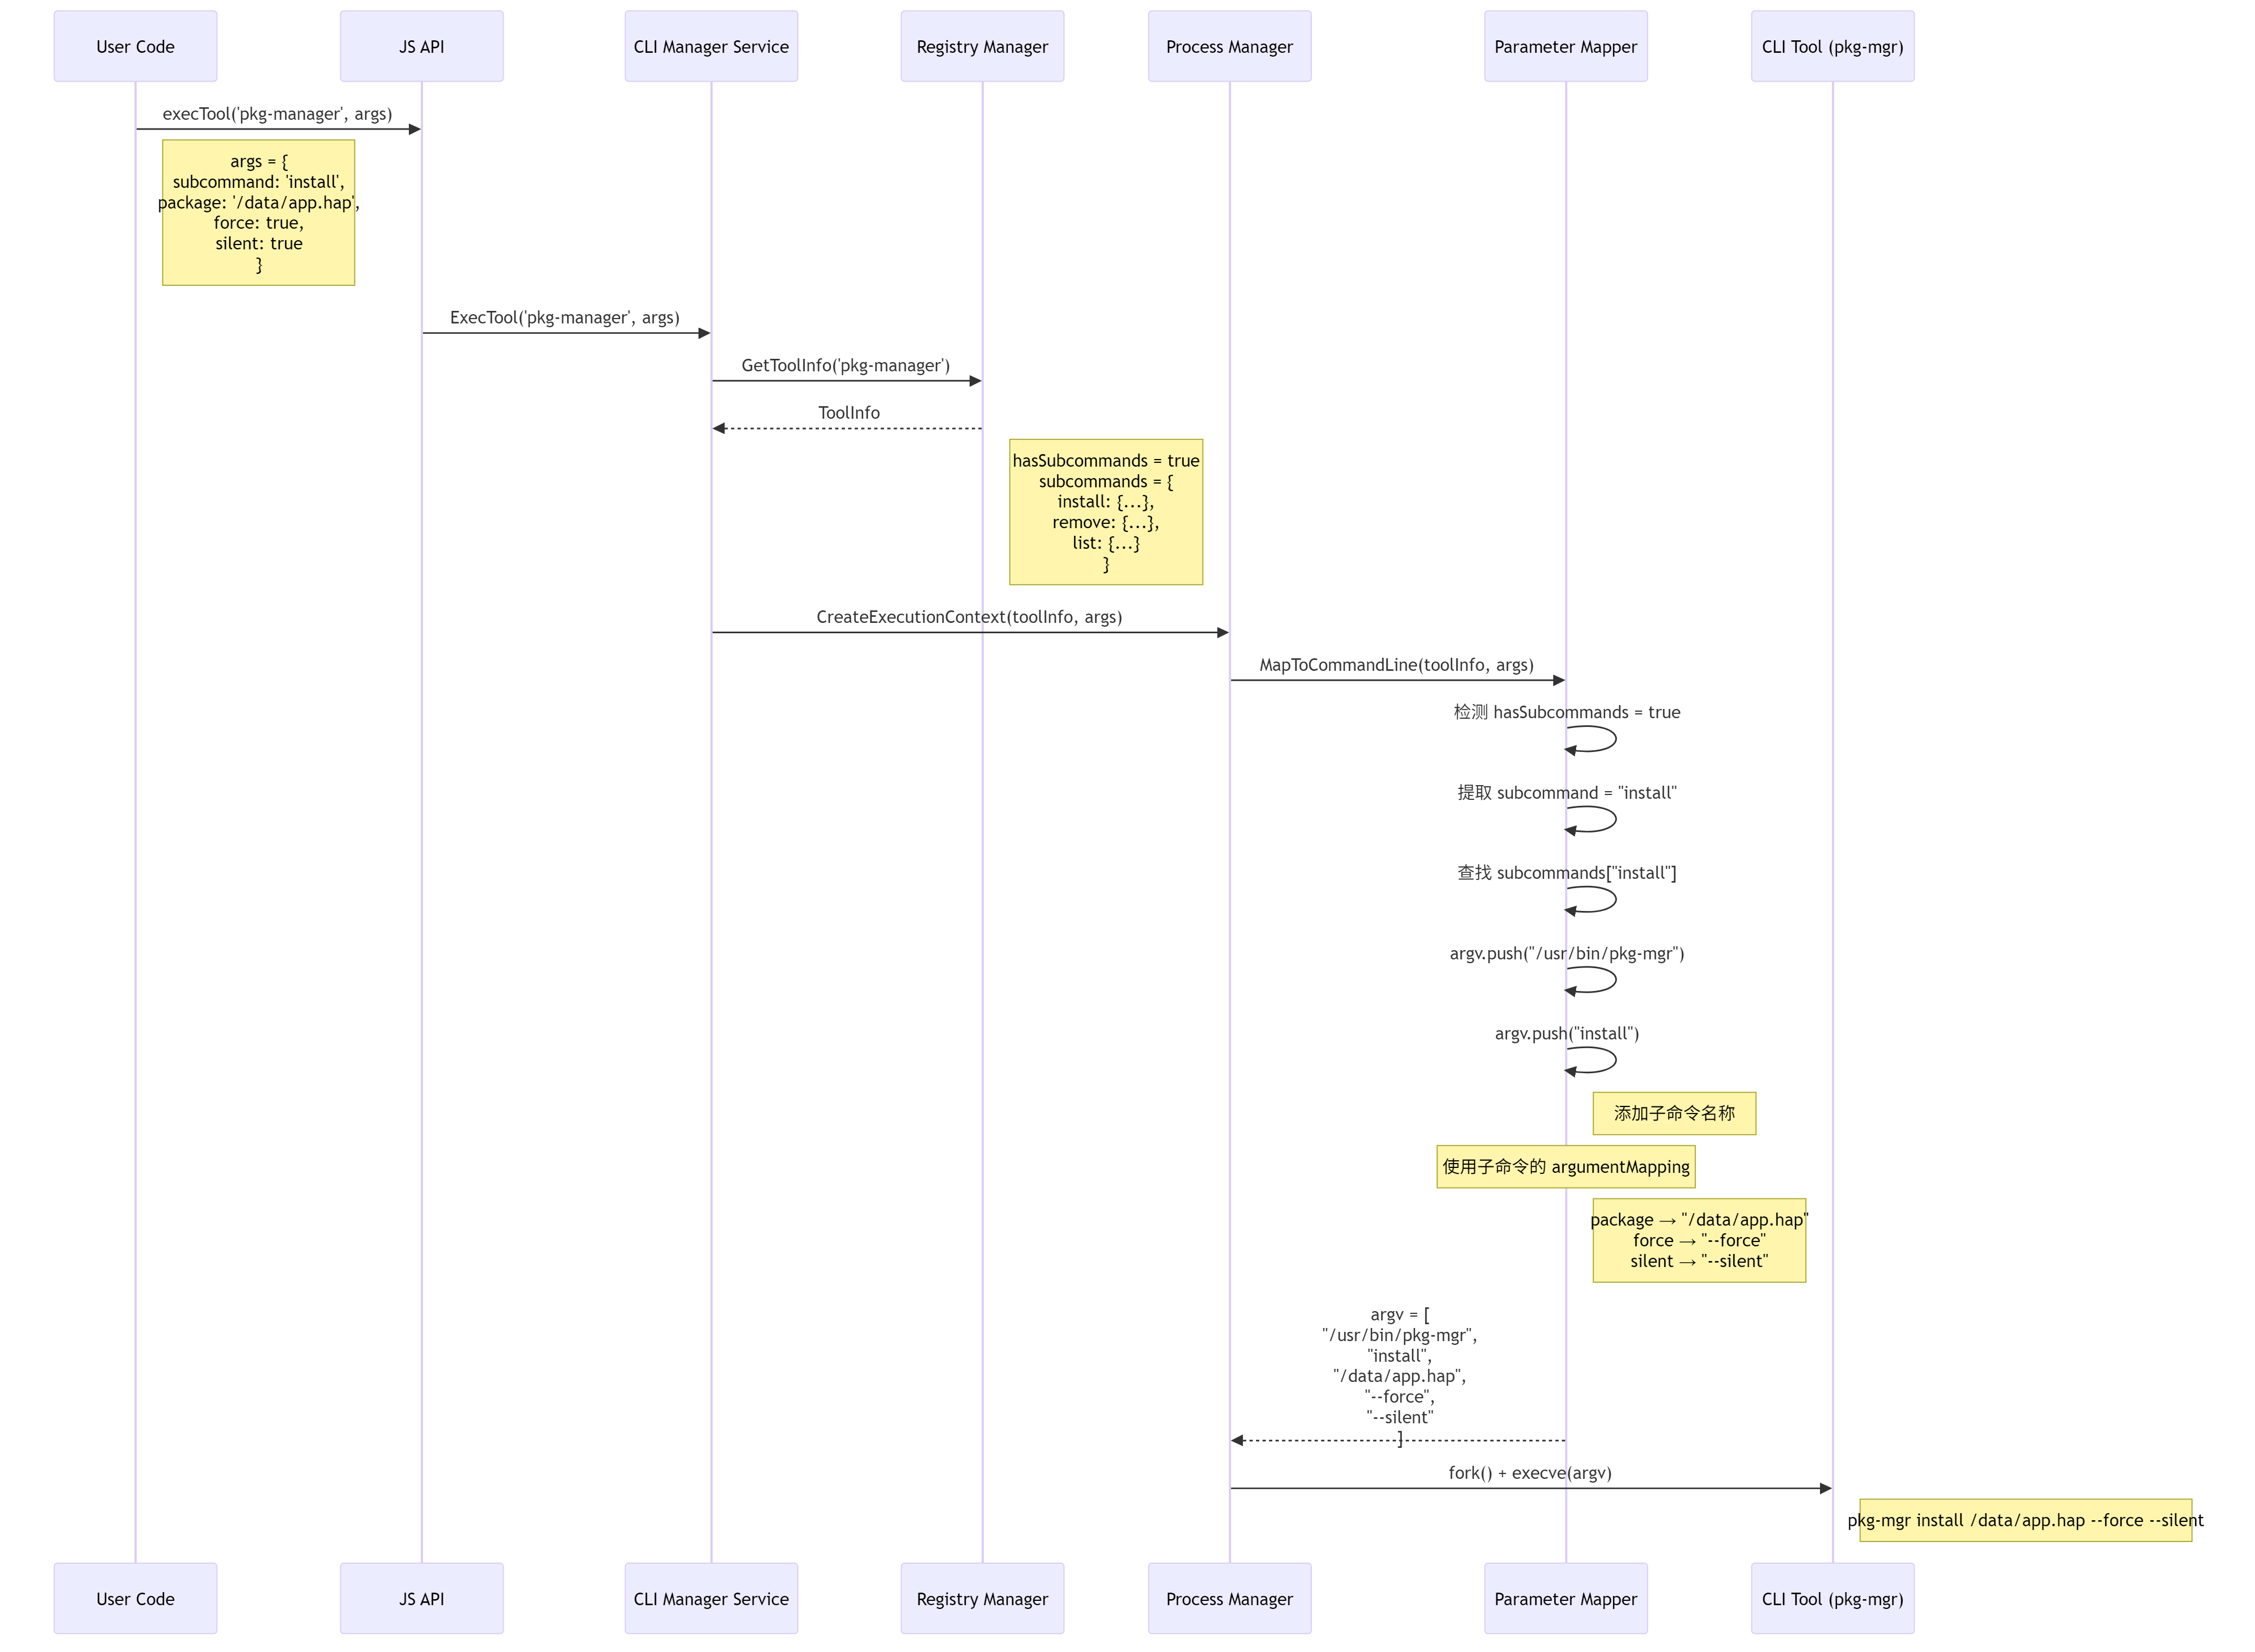 User Code
JS API
CLI Manager Service
Registry Manager
Process Manager
Parameter Mapper
CLI Tool (pkg-mgr)
execTool('pkg-manager', args)
args = {
subcommand: 'install',
package: '/data/app.hap',
force: true,
silent: true
}
ExecTool('pkg-manager', args)
GetToolInfo('pkg-manager')
ToolInfo
hasSubcommands = true
subcommands = {
install: {...},
remove: {...},
list: {...}
}
CreateExecutionContext(toolInfo, args)
MapToCommandLine(toolInfo, args)
检测 hasSubcommands = true
提取 subcommand = "install"
查找 subcommands["install"]
argv.push("/usr/bin/pkg-mgr")
argv.push("install")
添加子命令名称
使用子命令的 argumentMapping
package → "/data/app.hap"
force → "--force"
silent → "--silent"
argv = [
"/usr/bin/pkg-mgr",
"install",
"/data/app.hap",
"--force",
"--silent"
]
fork() + execve(argv)
pkg-mgr install /data/app.hap --force --silent
User Code
JS API
CLI Manager Service
Registry Manager
Process Manager
Parameter Mapper
CLI Tool (pkg-mgr)